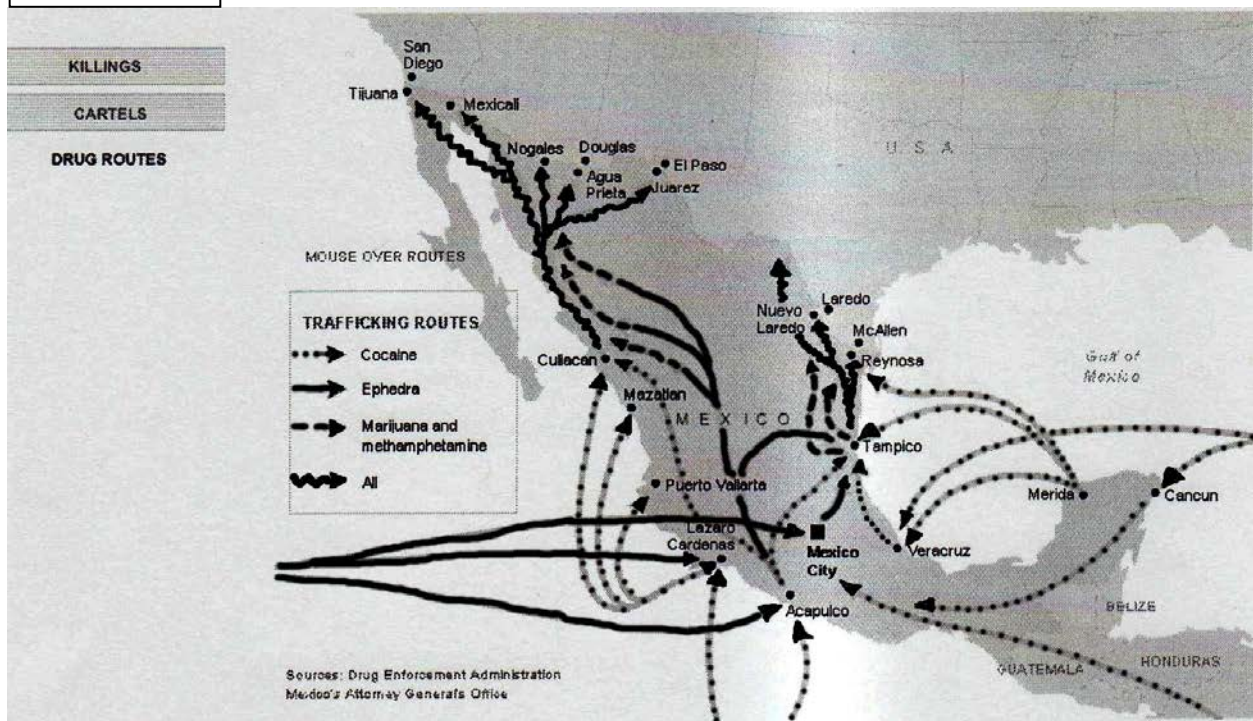 KILLINGS
CARTELS
DRUG ROUTES
San
Diego
Tijuana
Mexicali
Nogales
Douglas
Agua
Prieta
El Paso
Juarez
U S A
MOUSE OVER ROUTES
TRAFFICKING ROUTES
Cocaine
Ephedra
Marijuana and
methamphetamine
All
Culiacan
Mazatlan
Nuevo
Laredo
Laredo
McAllen
Reynosa
Gulf of
Mexico
MEXICO
Tampico
Puerto Vallarta
Merida
Cancun
Lazaro
Cardenas
Mexico
City
Veracruz
Acapulco
BELIZE
GUATEMALA
HONDURAS
Sources: Drug Enforcement Administration
Mexico's Attorney General's Office